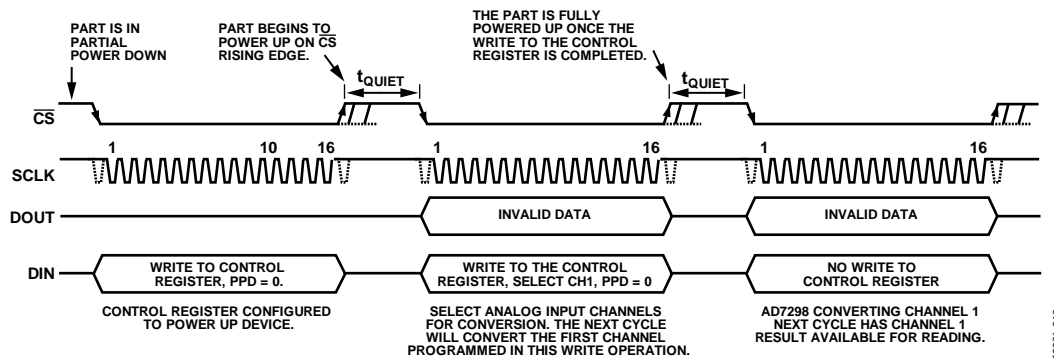 PART IS IN
PARTIAL
POWER DOWN
PART BEGINS TO
POWER UP ON CS
RISING EDGE.
THE PART IS FULLY
POWERED UP ONCE THE
WRITE TO THE CONTROL
REGISTER IS COMPLETED.
tQUIET
tQUIET
CS
1 10 16 1 16 1 16
SCLK
DOUT
INVALID DATA
INVALID DATA
DIN
WRITE TO CONTROL
REGISTER, PPD = 0.
WRITE TO THE CONTROL
REGISTER, SELECT CH1, PPD = 0
NO WRITE TO
CONTROL REGISTER
CONTROL REGISTER CONFIGURED
TO POWER UP DEVICE.
SELECT ANALOG INPUT CHANNELS
FOR CONVERSION. THE NEXT CYCLE
WILL CONVERT THE FIRST CHANNEL
PROGRAMMED IN THIS WRITE OPERATION.
AD7298 CONVERTING CHANNEL 1
NEXT CYCLE HAS CHANNEL 1
RESULT AVAILABLE FOR READING.